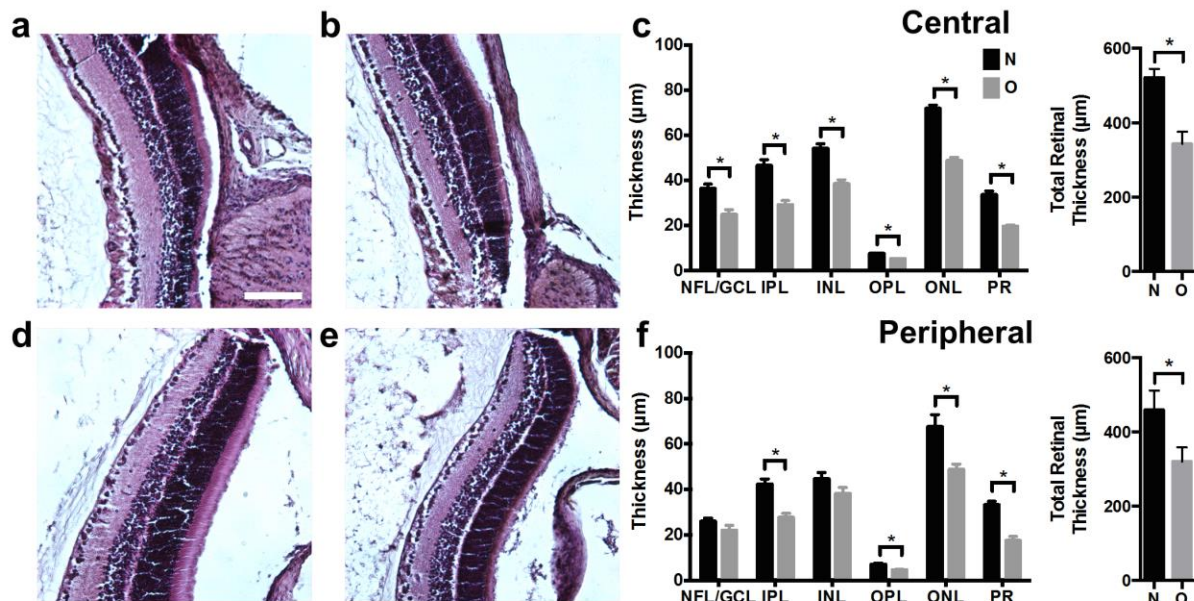 a
b
c
Central
Thickness (µm)
100
80
60
40
20
0
N
O
*
*
*
*
*
*
NFL/GCL IPL INL OPL ONL PR
Total Retinal
Thickness (µm)
600
400
200
0
*
N O
d
e
f
Peripheral
Thickness (µm)
100
80
60
40
20
0
*
*
*
*
NFL/GCL IPL INL OPL ONL PR
Total Retinal
Thickness (µm)
600
400
200
0
*
N O